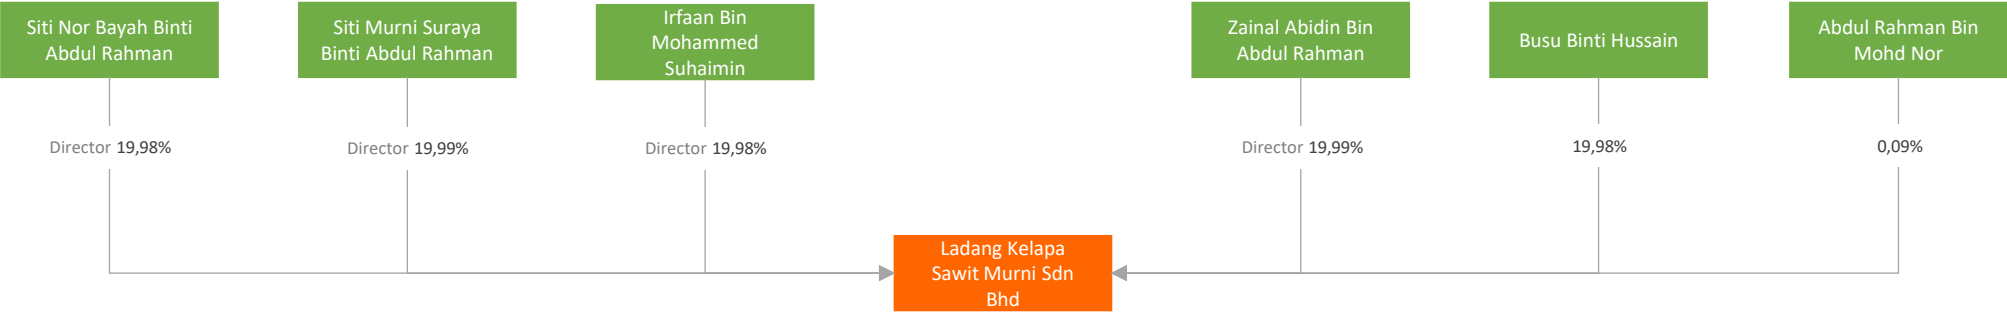 Siti Nor Bayah Binti
Abdul Rahman
Siti Murni Suraya
Binti Abdul Rahman
Irfaan Bin
Mohammed
Suhaimin
Zainal Abidin Bin
Abdul Rahman
Busu Binti Hussain
Abdul Rahman Bin
Mohd Nor
Director 19,98%
Director 19,99%
Director 19,98%
Director 19,99%
19,98%
0,09%
Ladang Kelapa
Sawit Murni Sdn
Bhd